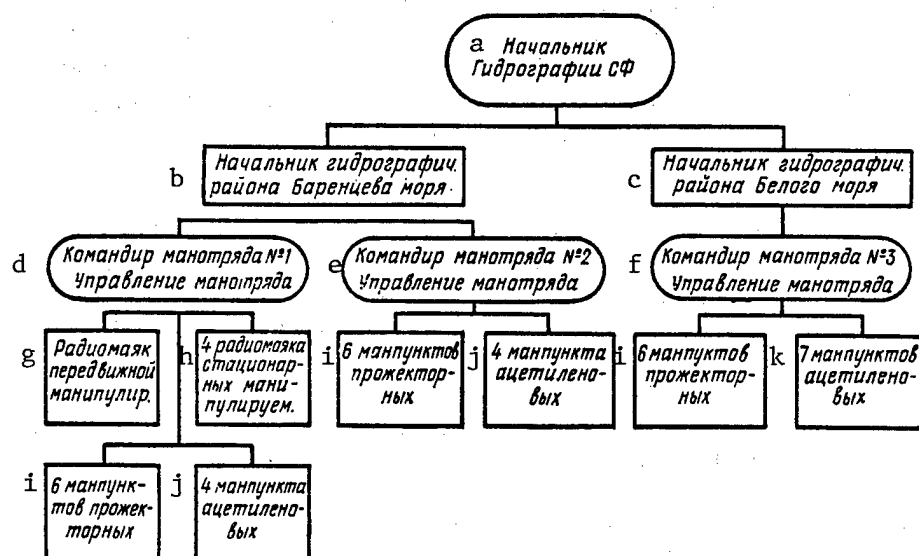 a Начальник
Гидрографии СФ
b Начальник гидрографич.
района Баренцева моря
c Начальник гидрографич.
района Белого моря
d Командир манотряда №1
Управление манотряда
e Командир манотряда №2
Управление манотряда
f Командир манотряда №3
Управление манотряда
g Радиомаяк
передвижной
манипулир.
h 4 радиомаяка
стационар-
ных мани-
пулируем.
i 6 манпунктов
прожектор-
ных
j 4 манпункта
ацетилено-
вых
i 6 манпуктов
прожектор-
ных
k 7 манпунктов
ацетилено-
вых
i 6 манпунк-
тов прожек-
торных
j 4 манпункта
ацетилено-
вых